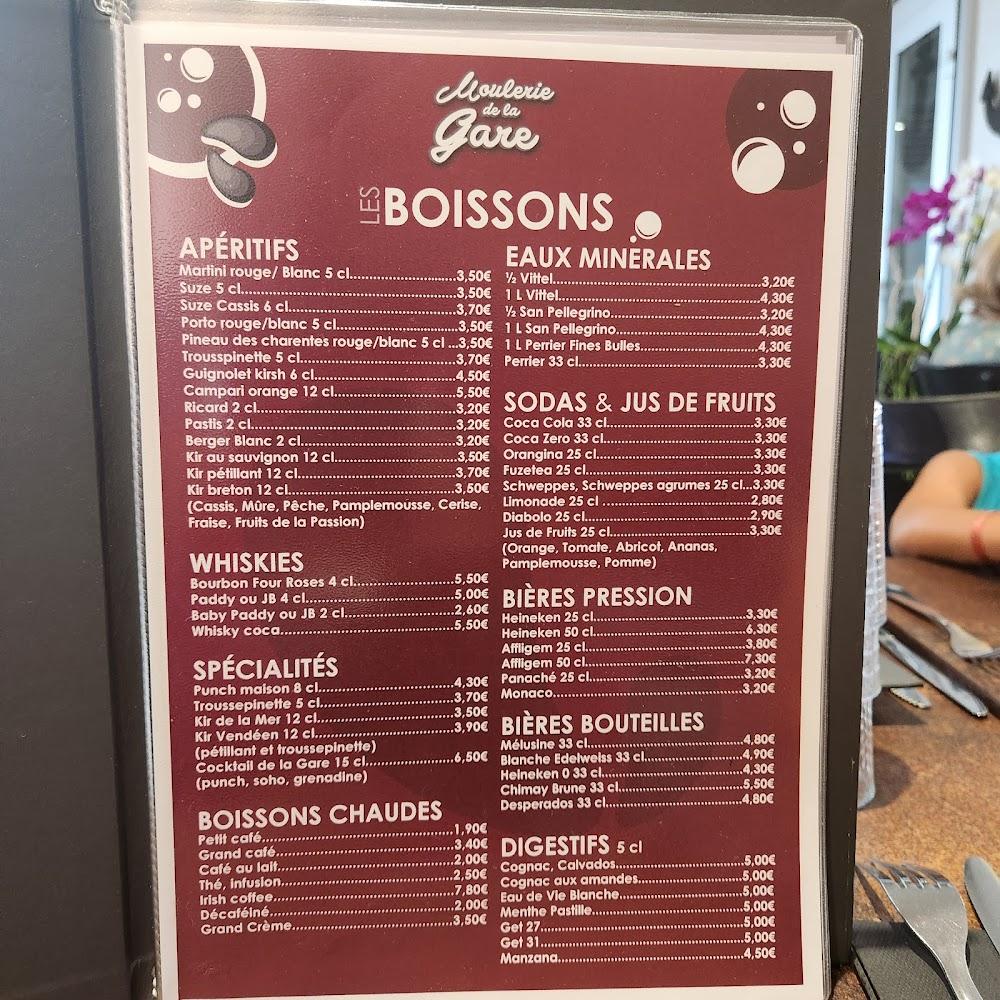 Moulerie
de la
Gare
LES BOISSONS
APÉRITIFS
Martini rouge/ Blanc 5 cl....3,50€
Suze 5 cl....3,50€
Suze Cassis 6 cl....3,70€
Porto rouge/blanc 5 cl....3,50€
Pineau des charentes rouge/blanc 5 cl ...3,50€
Trousspinette 5 cl....3,70€
Guignolet kirsh 6 cl....4,50€
Campari orange 12 cl....5,50€
Ricard 2 cl....3,20€
Pastis 2 cl....3,20€
Berger Blanc 2 cl....3,20€
Kir au sauvignon 12 cl....3,50€
Kir pétillant 12 cl....3,70€
Kir breton 12 cl....3,50€
(Cassis, Mûre, Pêche, Pamplemousse, Cerise,
Fraise, Fruits de la Passion)
WHISKIES
Bourbon Four Roses 4 cl....5,50€
Paddy ou JB 4 cl....5,00€
Baby Paddy ou JB 2 cl....2,60€
Whisky coca....5,50€
SPÉCIALITÉS
Punch maison 8 cl....4,30€
Troussepinette 5 cl....3,70€
Kir de la Mer 12 cl....3,50€
Kir Vendéen 12 cl....3,90€
(pétillant et troussepinette)
Cocktail de la Gare 15 cl....6,50€
(punch, soho, grenadine)
BOISSONS CHAUDES
Petit café....1,90€
Grand café....3,40€
Café au lait....2,00€
Thé, infusion....2,50€
Irish coffee....7,80€
Décaféiné....2,00€
Grand Crème....3,50€
EAUX MINÉRALES
½ Vittel....3,20€
1 L Vittel....4,30€
½ San Pellegrino....3,20€
1 L San Pellegrino....4,30€
1 L Perrier Fines Bulles....4,30€
Perrier 33 cl....3,30€
SODAS & JUS DE FRUITS
Coca Cola 33 cl....3,30€
Coca Zero 33 cl....3,30€
Orangina 25 cl....3,30€
Fuzetea 25 cl....3,30€
Schweppes, Schweppes agrumes 25 cl...3,30€
Limonade 25 cl ....2,80€
Diabolo 25 cl....2,90€
Jus de Fruits 25 cl....3,30€
(Orange, Tomate, Abricot, Ananas,
Pamplemousse, Pomme)
BIÈRES PRESSION
Heineken 25 cl....3,30€
Heineken 50 cl....6,30€
Affligem 25 cl....3,80€
Affligem 50 cl....7,30€
Panaché 25 cl....3,20€
Monaco....3,20€
BIÈRES BOUTEILLES
Mélusine 33 cl....4,80€
Blanche Edelweiss 33 cl....4,90€
Heineken 0 33 cl....4,30€
Chimay Brune 33 cl....5,50€
Desperados 33 cl....4,80€
DIGESTIFS 5 cl
Cognac, Calvados....5,00€
Cognac aux amandes....5,00€
Eau de Vie Blanche....5,00€
Menthe Pastille....5,00€
Get 27....5,00€
Get 31....5,00€
Manzana....4,50€